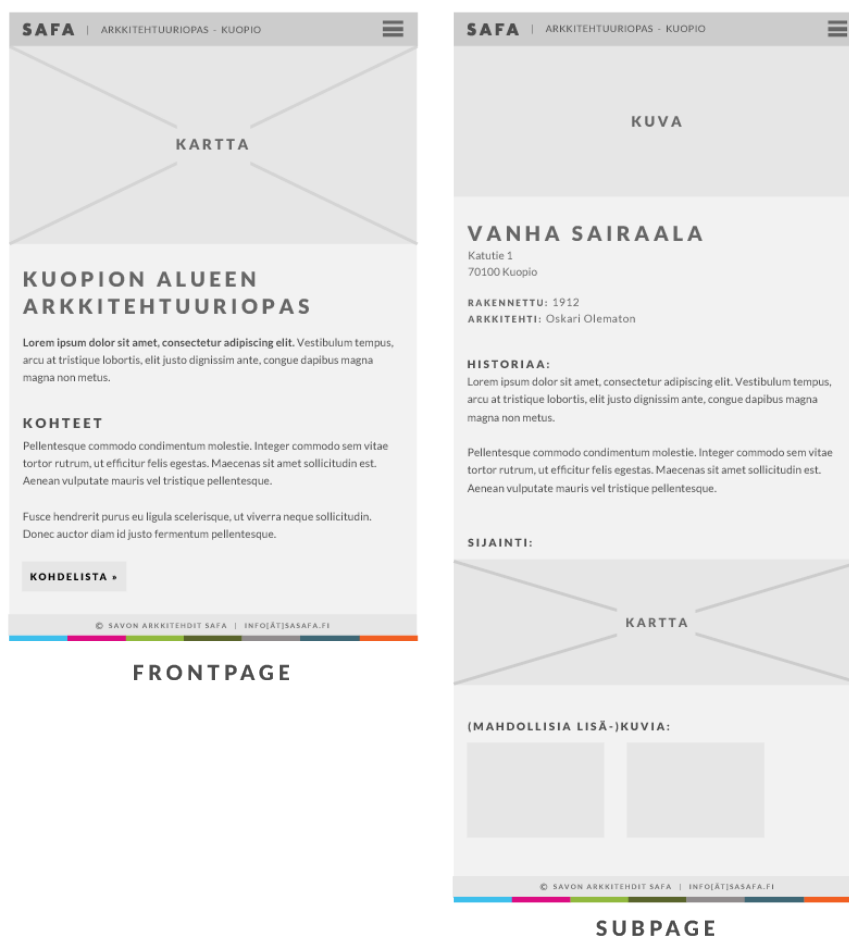 SAFA | ARKKITEHTUURIOPAS - KUOPIO
KARTTA
KUOPION ALUEEN
ARKKITEHTUURIOPAS
Lorem ipsum dolor sit amet, consectetur adipiscing elit. Vestibulum tempus,
arcu at tristique lobortis, elit justo dignissim ante, congue dapibus magna
magna non metus.
KOHTEET
Pellentesque commodo condimentum molestie. Integer commodo sem vitae
tortor rutrum, ut efficitur felis egestas. Maecenas sit amet sollicitudin est.
Aenean vulputate mauris vel tristique pellentesque.
Fusce hendrerit purus eu ligula scelerisque, ut viverra neque sollicitudin.
Donec auctor diam id justo fermentum pellentesque.
KOHDELISTA »
© SAVON ARKKITEHDIT SAFA | INFO[ÄT]SASAFA.FI
FRONTPAGE
SAFA | ARKKITEHTUURIOPAS - KUOPIO
KUVA
VANHA SAIRAALA
Katutie 1
70100 Kuopio
RAKENNETTU: 1912
ARKKITEHTI: Oskari Olematon
HISTORIAA:
Lorem ipsum dolor sit amet, consectetur adipiscing elit. Vestibulum tempus,
arcu at tristique lobortis, elit justo dignissim ante, congue dapibus magna
magna non metus.
Pellentesque commodo condimentum molestie. Integer commodo sem vitae
tortor rutrum, ut efficitur felis egestas. Maecenas sit amet sollicitudin est.
Aenean vulputate mauris vel tristique pellentesque.
SIJAINTI:
KARTTA
(MAHDOLLISIA LISÄ-)KUVIA:
© SAVON ARKKITEHDIT SAFA | INFO[ÄT]SASAFA.FI
SUBPAGE